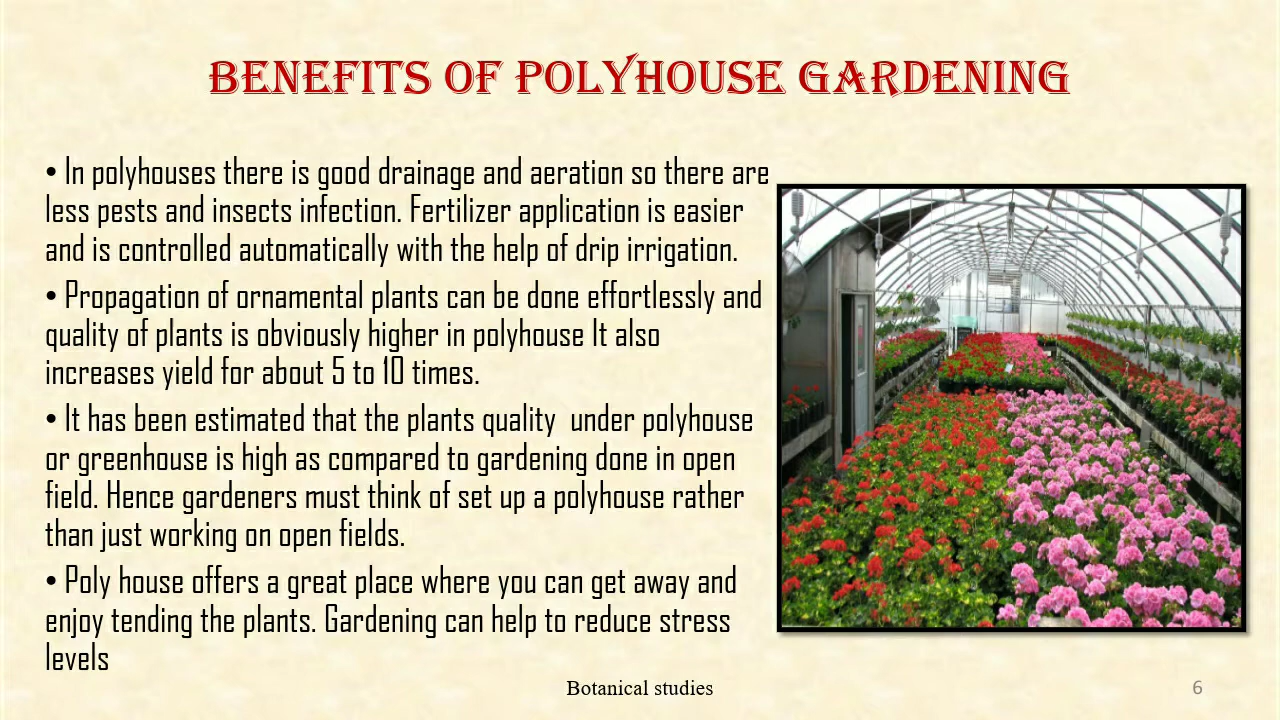 BENEFITS OF POLYHOUSE GARDENING
• In polyhouses there is good drainage and aeration so there are
less pests and insects infection. Fertilizer application is easier
and is controlled automatically with the help of drip irrigation.
• Propagation of ornamental plants can be done effortlessly and
quality of plants is obviously higher in polyhouse It also
increases yield for about 5 to 10 times.
• It has been estimated that the plants quality  under polyhouse
or greenhouse is high as compared to gardening done in open
field. Hence gardeners must think of set up a polyhouse rather
than just working on open fields.
• Poly house offers a great place where you can get away and
enjoy tending the plants. Gardening can help to reduce stress
levels
Botanical studies
6